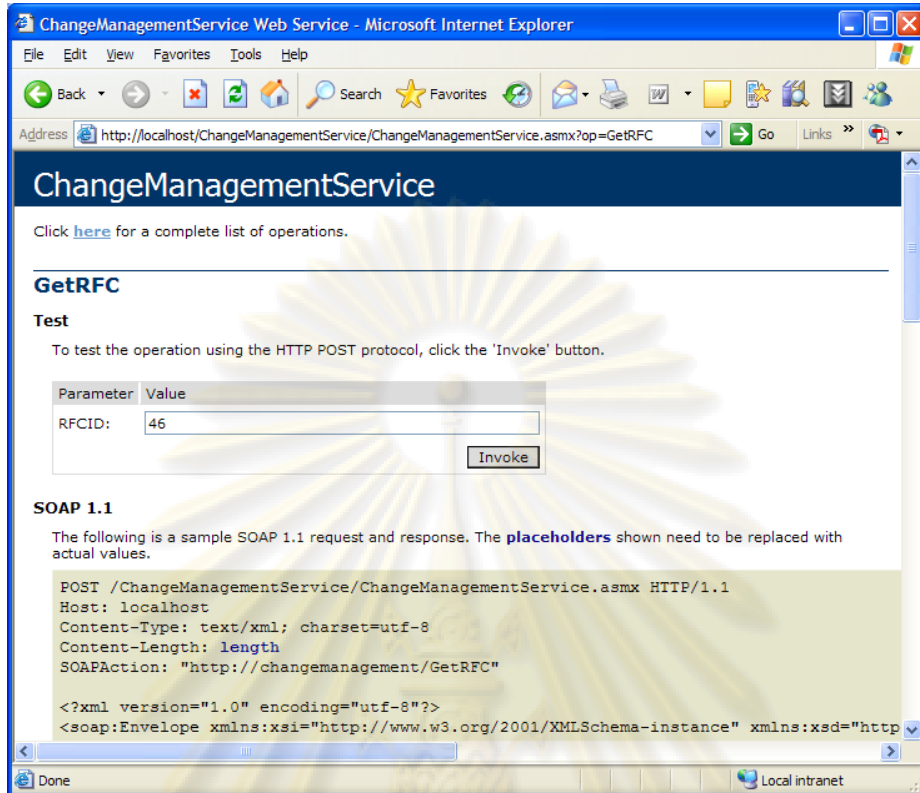 ChangeManagementService Web Service - Microsoft Internet Explorer
File Edit View Favorites Tools Help
Back Search Favorites
Address http://localhost/ChangeManagementService/ChangeManagementService.asmx?op=GetRFC Go Links »
ChangeManagementService
Click here for a complete list of operations.
GetRFC
Test
To test the operation using the HTTP POST protocol, click the 'Invoke' button.
Parameter Value
RFCID: 46
Invoke
SOAP 1.1
The following is a sample SOAP 1.1 request and response. The placeholders shown need to be replaced with
actual values.
POST /ChangeManagementService/ChangeManagementService.asmx HTTP/1.1
Host: localhost
Content-Type: text/xml; charset=utf-8
Content-Length: length
SOAPAction: "http://changemanagement/GetRFC"
<?xml version="1.0" encoding="utf-8"?>
<soap:Envelope xmlns:xsi="http://www.w3.org/2001/XMLSchema-instance" xmlns:xsd="http
Done Local intranet